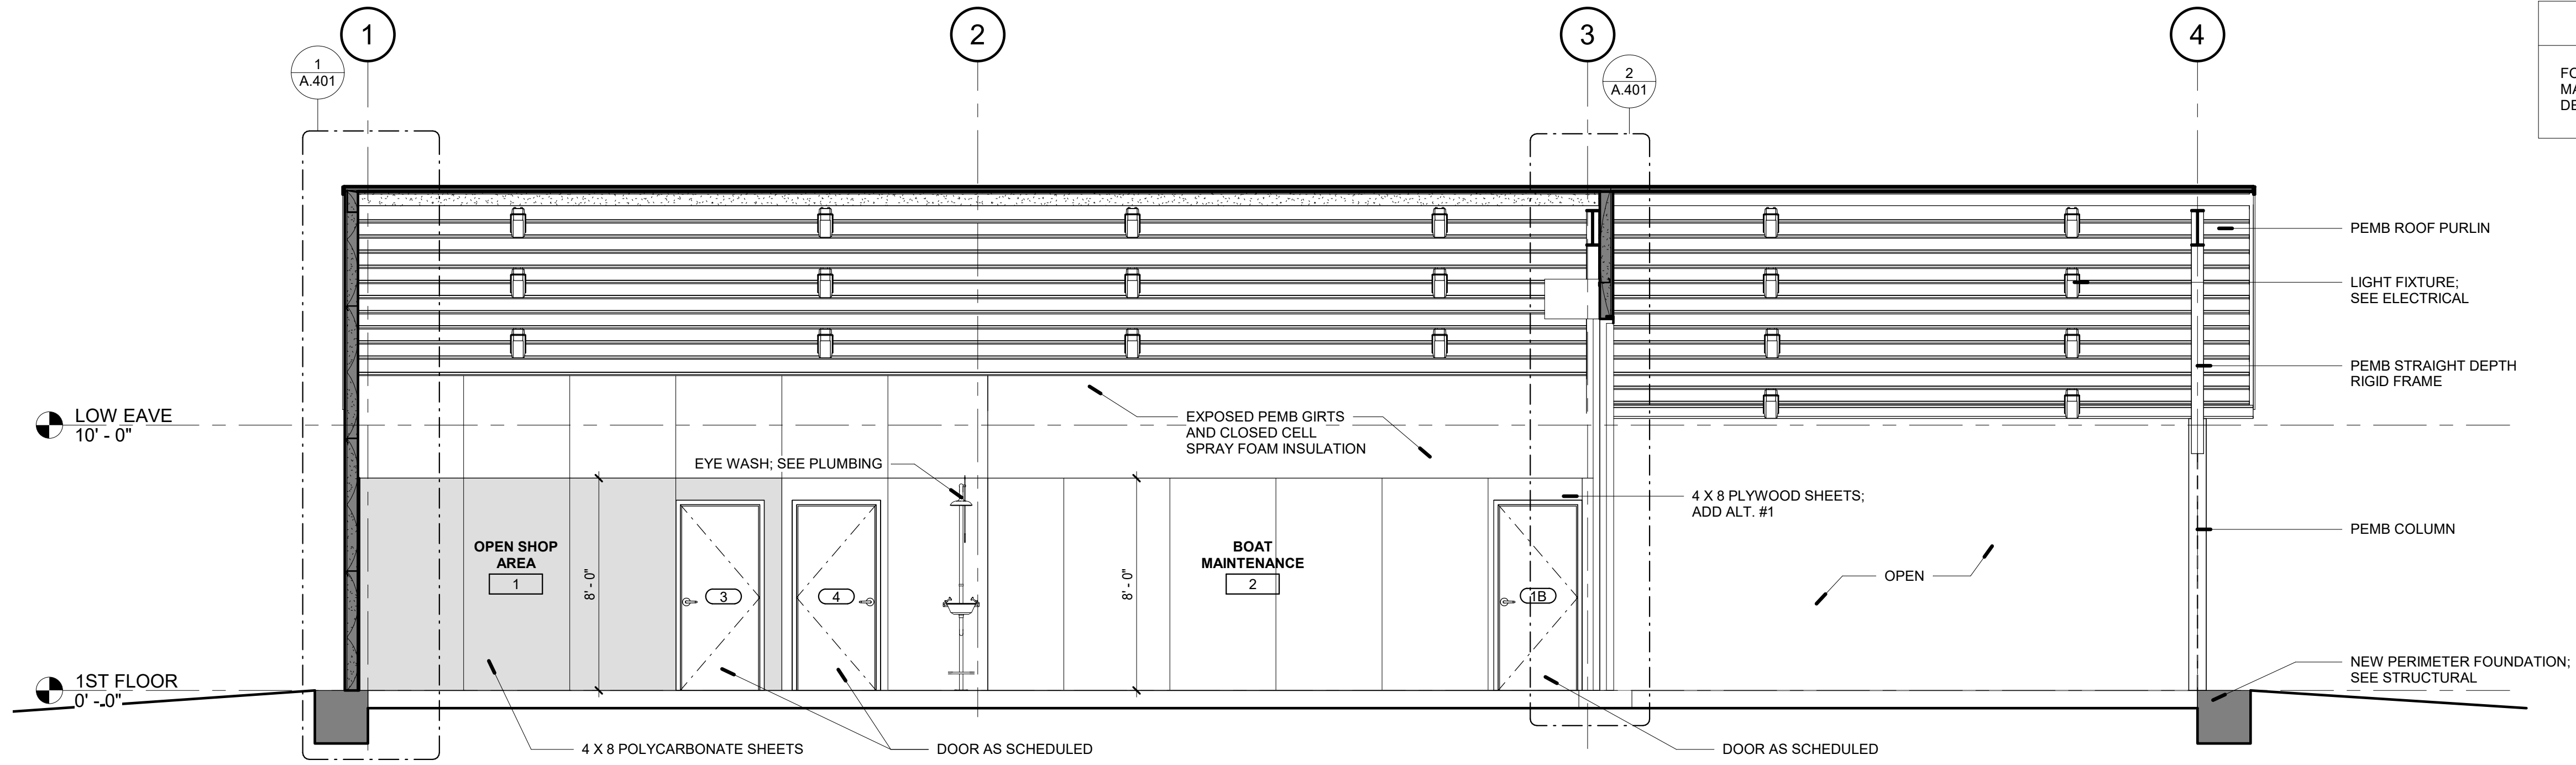 1
2
3
4
1
A.401
2
A.401
FO
MA
DE
PEMB ROOF PURLIN
LIGHT FIXTURE;
SEE ELECTRICAL
PEMB STRAIGHT DEPTH
RIGID FRAME
LOW EAVE
10' - 0"
EXPOSED PEMB GIRTS
AND CLOSED CELL
SPRAY FOAM INSULATION
EYE WASH; SEE PLUMBING
4 X 8 PLYWOOD SHEETS;
ADD ALT. #1
PEMB COLUMN
OPEN SHOP
AREA
1
8' - 0"
3
4
8' - 0"
BOAT
MAINTENANCE
2
1B
OPEN
1ST FLOOR
0' - 0"
NEW PERIMETER FOUNDATION;
SEE STRUCTURAL
4 X 8 POLYCARBONATE SHEETS
DOOR AS SCHEDULED
DOOR AS SCHEDULED